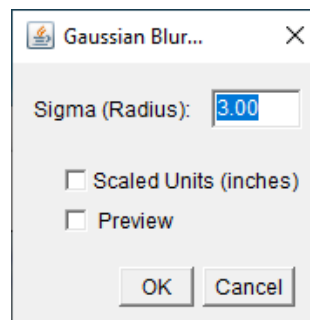 Gaussian Blur...
Sigma (Radius): 3.00
Scaled Units (inches)
Preview
OK Cancel